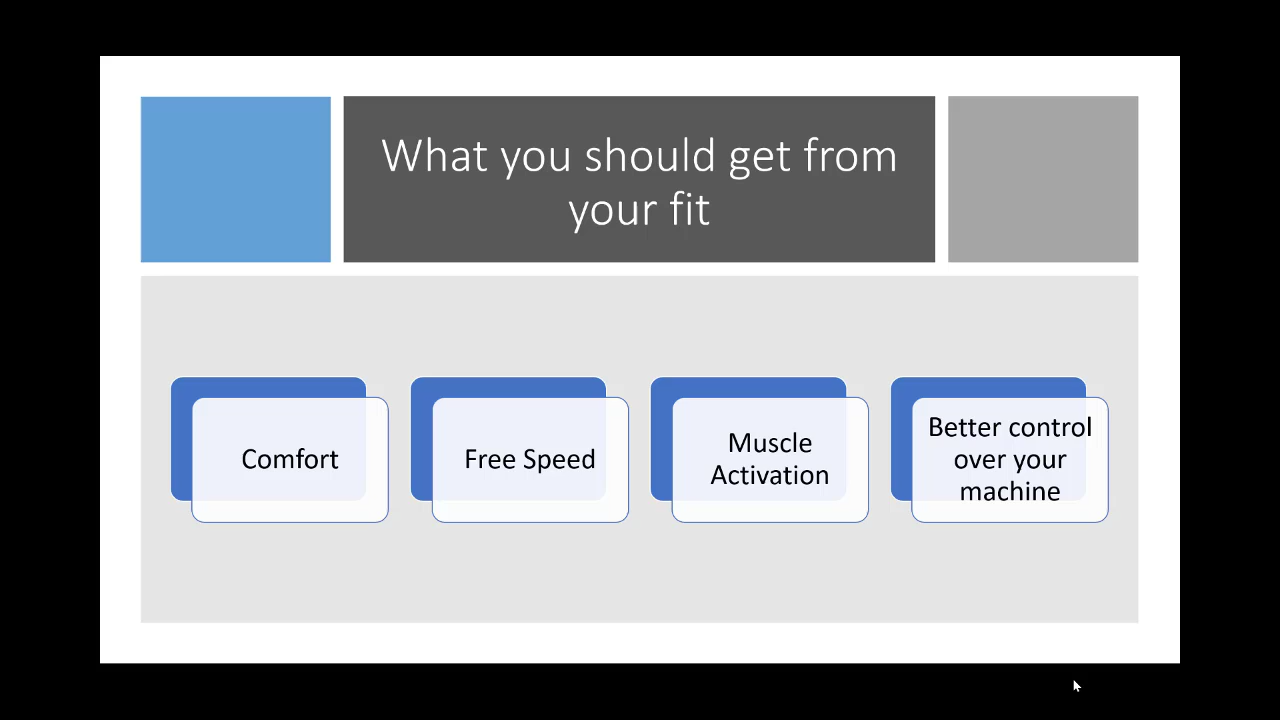 What you should get from
your fit
Comfort
Free Speed
Muscle
Activation
Better control
over your
machine